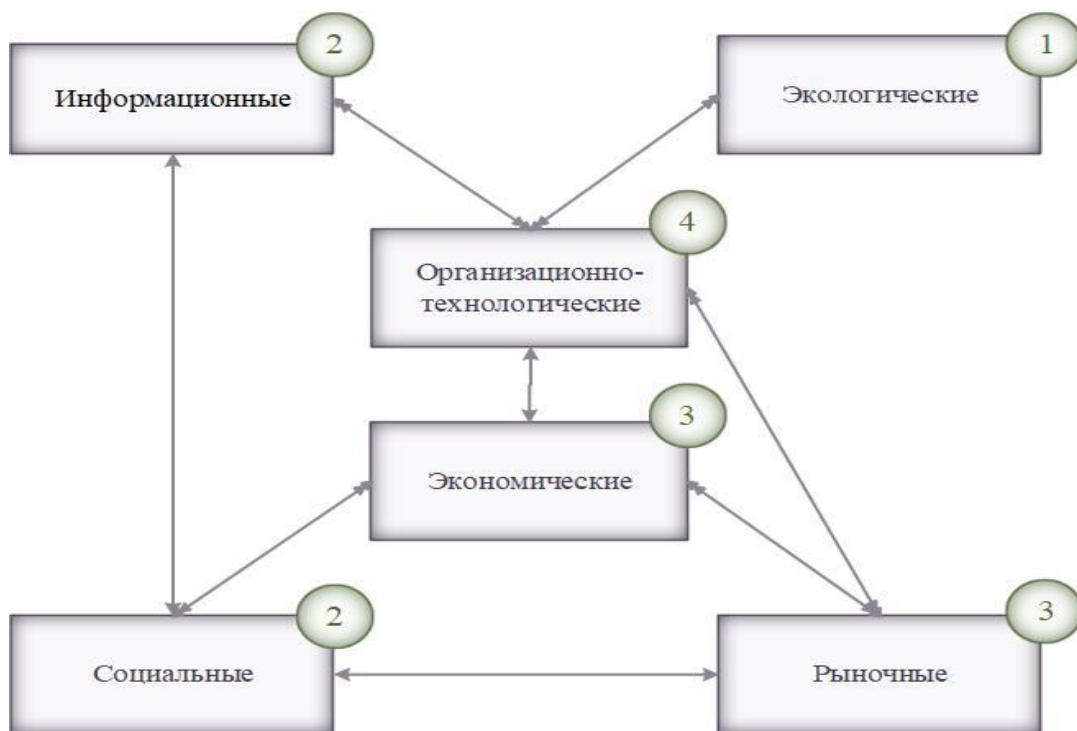 2
Информационные
1
Экологические
4
Организационно-
технологические
3
Экономические
2
Социальные
3
Рыночные